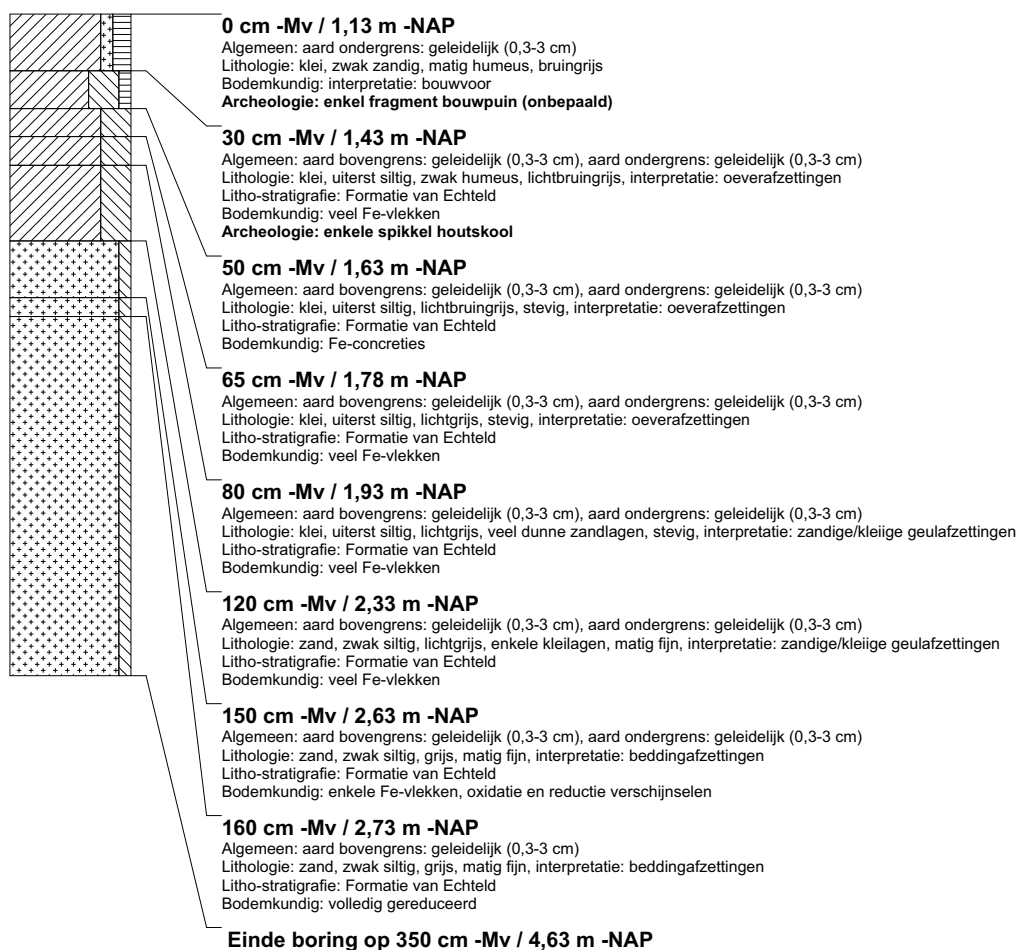 0 cm -Mv / 1,13 m -NAP
Algemeen: aard ondergrens: geleidelijk (0,3-3 cm)
Lithologie: klei, zwak zandig, matig humeus, bruingrijs
Bodemkundig: interpretatie: bouwvoor
Archeologie: enkel fragment bouwpuin (onbepaald)
30 cm -Mv / 1,43 m -NAP
Algemeen: aard bovengrens: geleidelijk (0,3-3 cm), aard ondergrens: geleidelijk (0,3-3 cm)
Lithologie: klei, uiterst siltig, zwak humeus, lichtbruingrijs, interpretatie: oeverafzettingen
Litho-stratigrafie: Formatie van Echteld
Bodemkundig: veel Fe-vlekken
Archeologie: enkele spikkel houtskool
50 cm -Mv / 1,63 m -NAP
Algemeen: aard bovengrens: geleidelijk (0,3-3 cm), aard ondergrens: geleidelijk (0,3-3 cm)
Lithologie: klei, uiterst siltig, lichtbruingrijs, stevig, interpretatie: oeverafzettingen
Litho-stratigrafie: Formatie van Echteld
Bodemkundig: Fe-concreties
65 cm -Mv / 1,78 m -NAP
Algemeen: aard bovengrens: geleidelijk (0,3-3 cm), aard ondergrens: geleidelijk (0,3-3 cm)
Lithologie: klei, uiterst siltig, lichtgrijs, stevig, interpretatie: oeverafzettingen
Litho-stratigrafie: Formatie van Echteld
Bodemkundig: veel Fe-vlekken
80 cm -Mv / 1,93 m -NAP
Algemeen: aard bovengrens: geleidelijk (0,3-3 cm), aard ondergrens: geleidelijk (0,3-3 cm)
Lithologie: klei, uiterst siltig, lichtgrijs, veel dunne zandlagen, stevig, interpretatie: zandige/kleiige geulafzettingen
Litho-stratigrafie: Formatie van Echteld
Bodemkundig: veel Fe-vlekken
120 cm -Mv / 2,33 m -NAP
Algemeen: aard bovengrens: geleidelijk (0,3-3 cm), aard ondergrens: geleidelijk (0,3-3 cm)
Lithologie: zand, zwak siltig, lichtgrijs, enkele kleilagen, matig fijn, interpretatie: zandige/kleiige geulafzettingen
Litho-stratigrafie: Formatie van Echteld
Bodemkundig: veel Fe-vlekken
150 cm -Mv / 2,63 m -NAP
Algemeen: aard bovengrens: geleidelijk (0,3-3 cm), aard ondergrens: geleidelijk (0,3-3 cm)
Lithologie: zand, zwak siltig, grijs, matig fijn, interpretatie: beddingafzettingen
Litho-stratigrafie: Formatie van Echteld
Bodemkundig: enkele Fe-vlekken, oxidatie en reductie verschijnselen
160 cm -Mv / 2,73 m -NAP
Algemeen: aard bovengrens: geleidelijk (0,3-3 cm)
Lithologie: zand, zwak siltig, grijs, matig fijn, interpretatie: beddingafzettingen
Litho-stratigrafie: Formatie van Echteld
Bodemkundig: volledig gereduceerd
Einde boring op 350 cm -Mv / 4,63 m -NAP